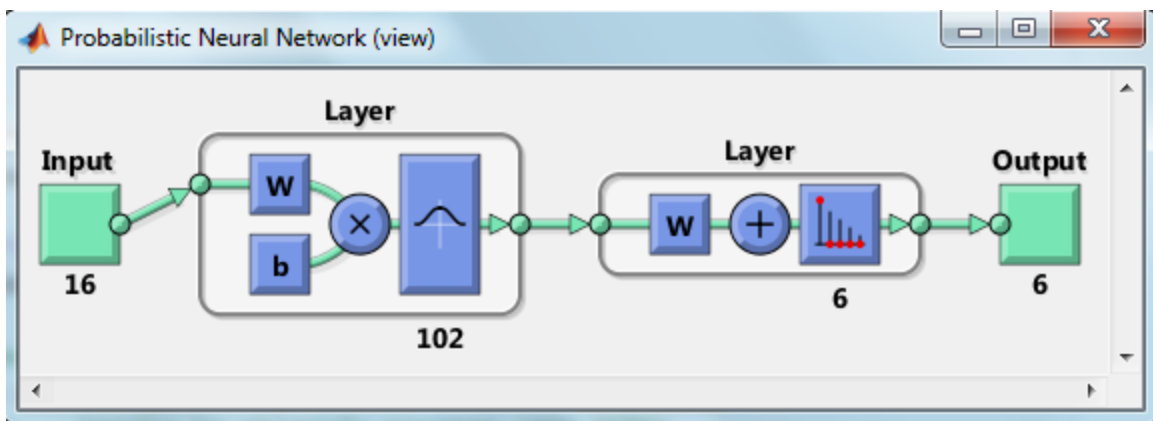 Probabilistic Neural Network (view)
Layer
Input
W
b
102
16
Layer
W
6
Output
6